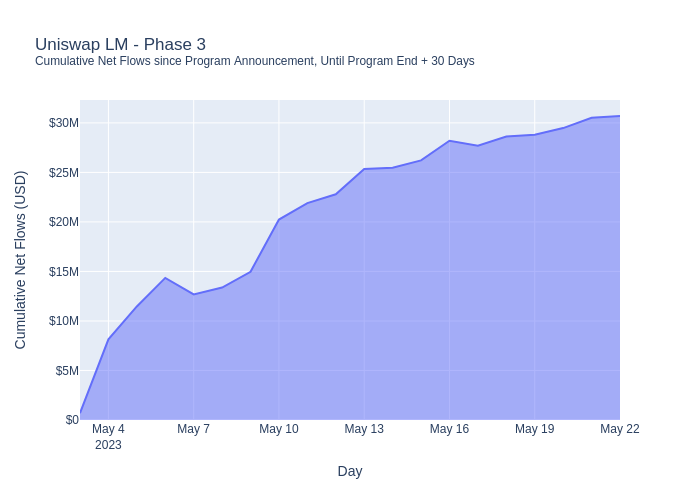 Uniswap LM - Phase 3
Cumulative Net Flows since Program Announcement, Until Program End + 30 Days
Cumulative Net Flows (USD)
$30M
$25M
$20M
$15M
$10M
$5M
$0
May 4 May 7 May 10 May 13 May 16 May 19 May 22
2023
Day